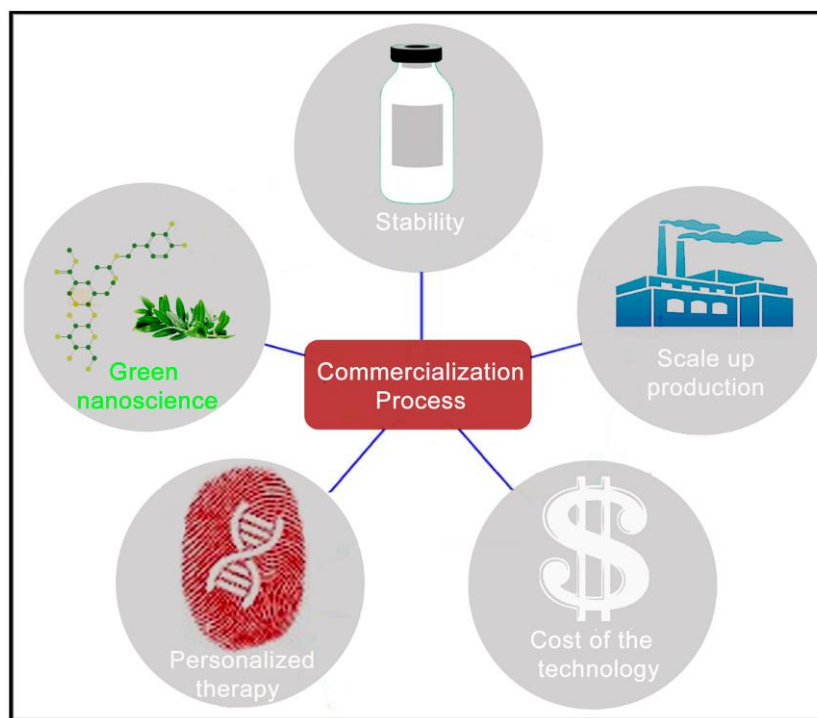 Stability
Green
nanoscience
Commercialization
Process
Scale up
production
Personalized
therapy
Cost of the
technology